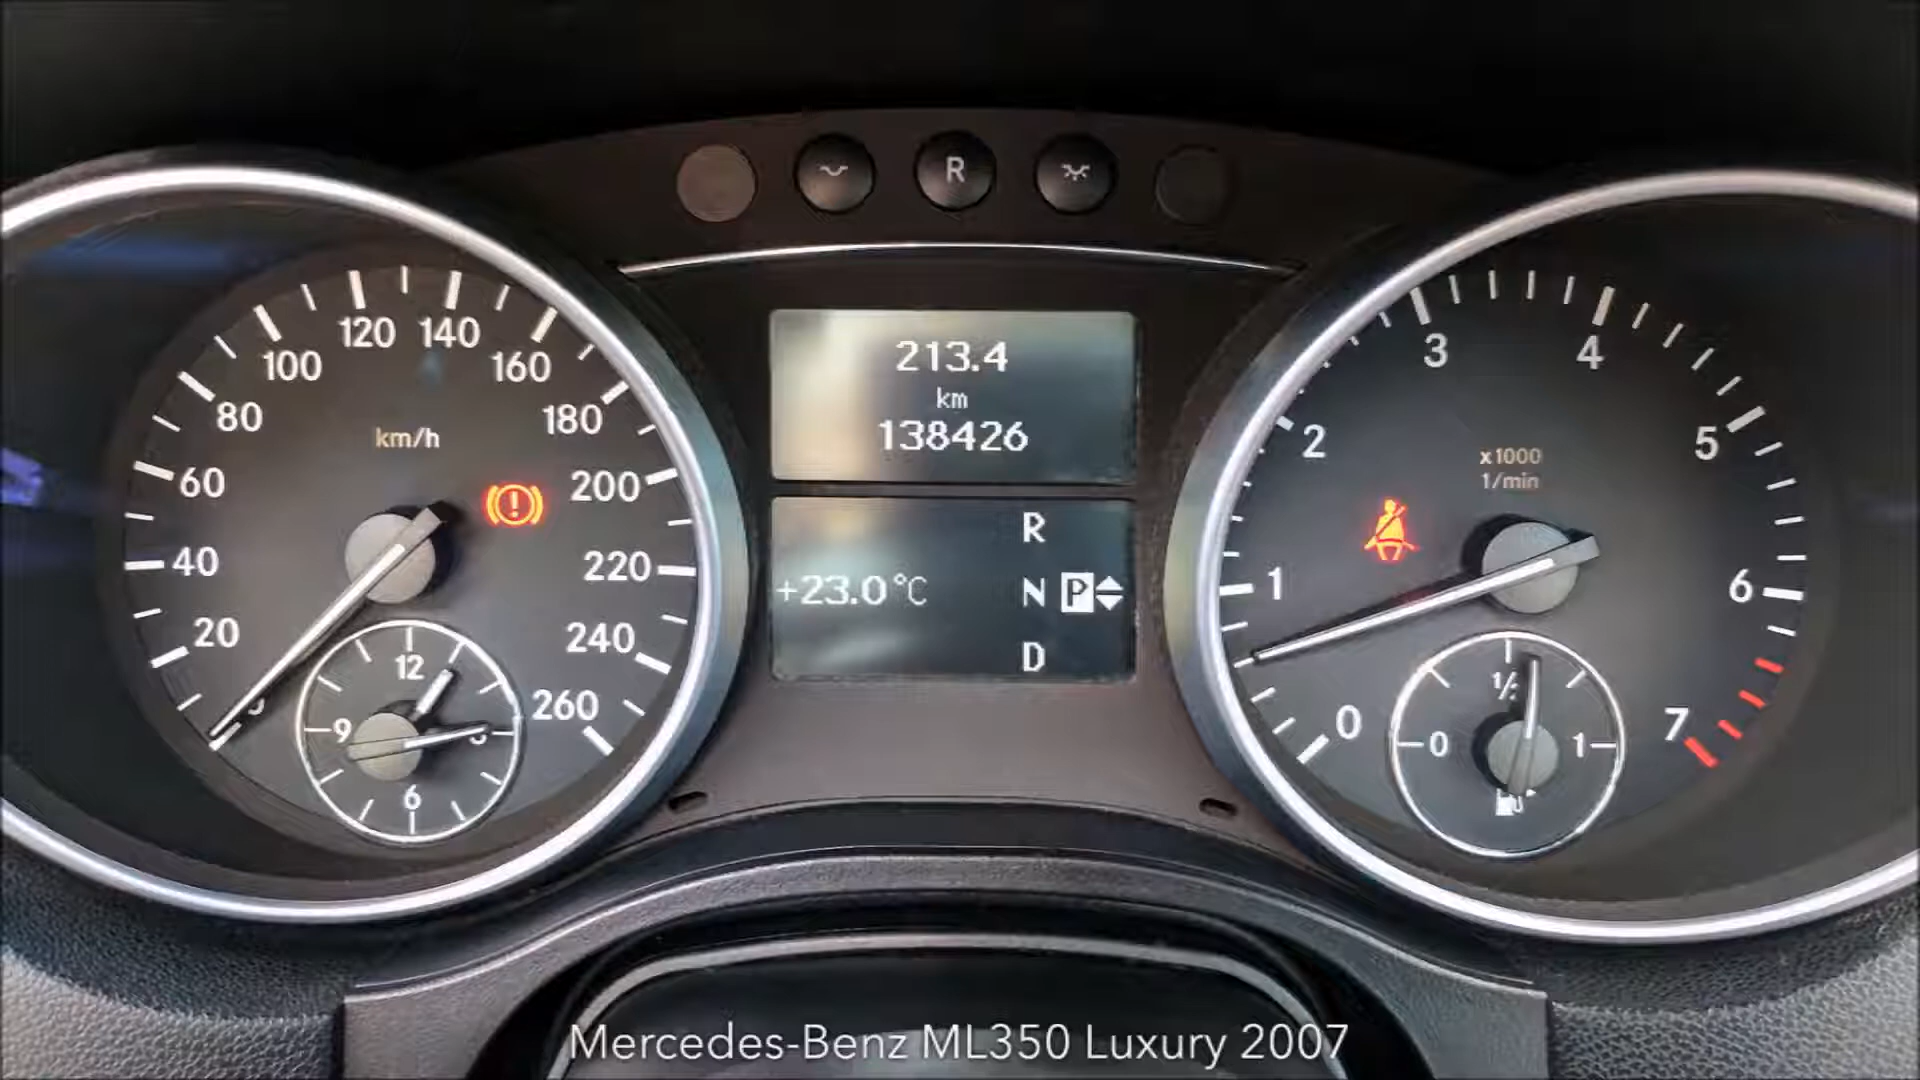 R
213.4
km
138426
+23.0°C
R
N P
D
km/h
20
40
60
80
100
120
140
160
180
200
220
240
260
12
9
6
x1000
1/min
0
1
2
3
4
5
6
7
0
1/2
1
Mercedes-Benz ML350 Luxury 2007